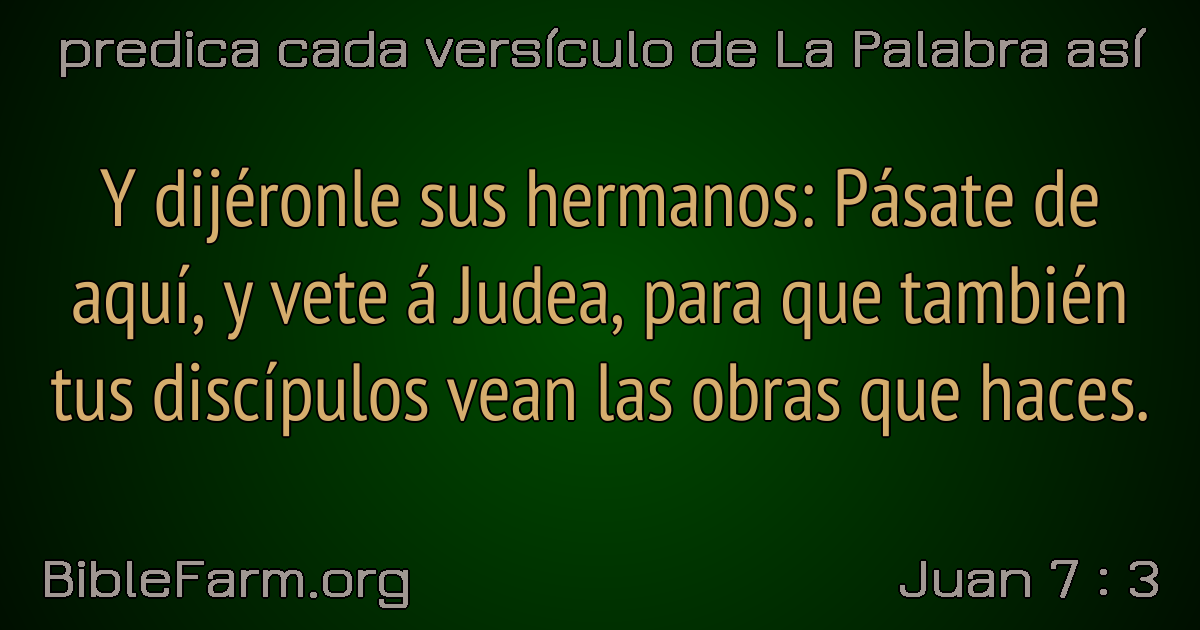 predica cada versículo de La Palabra así
Y dijéronle sus hermanos: Pásate de
aquí, y vete á Judea, para que también
tus discípulos vean las obras que haces.
BibleFarm.org
Juan 7 : 3